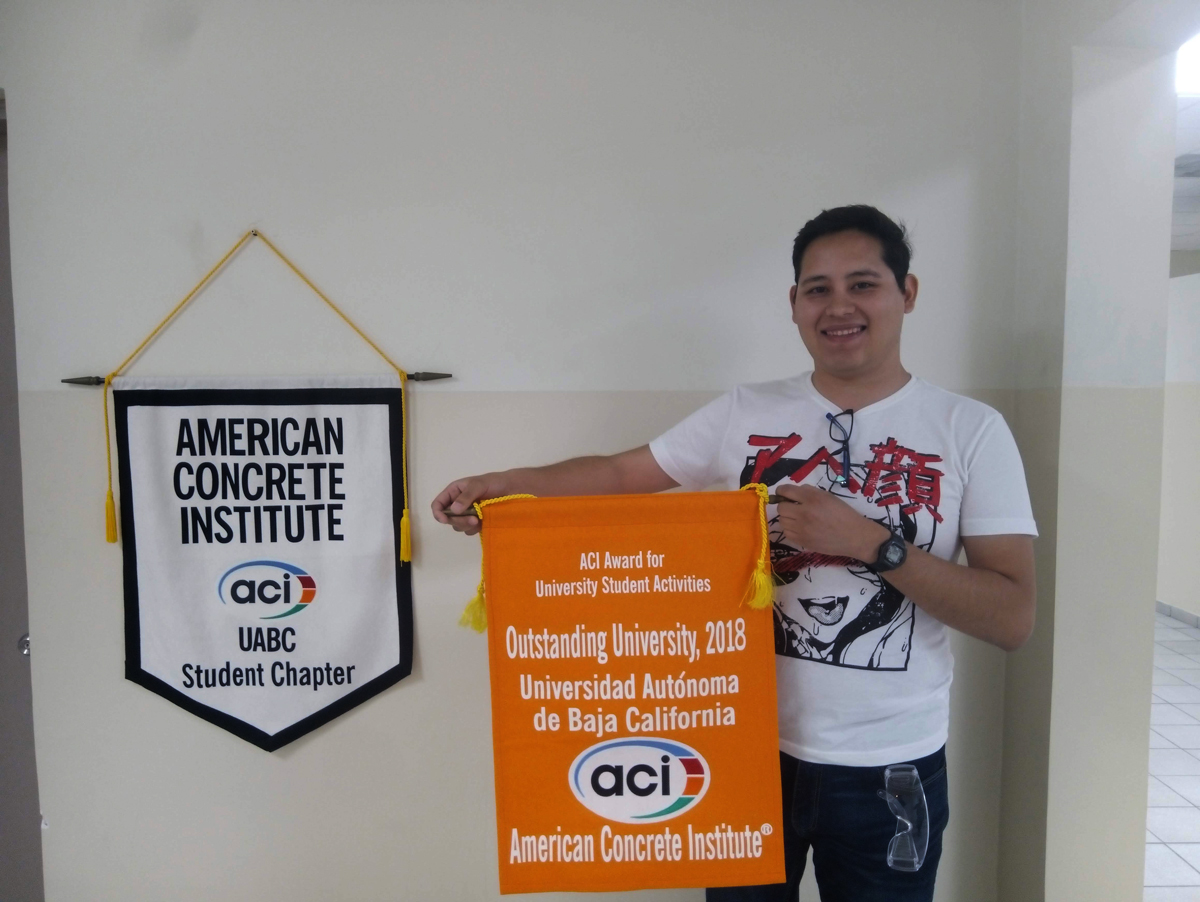 AMERICAN
CONCRETE
INSTITUTE
aci
UABC
Student Chapter
ACI Award for
University Student Activities
Outstanding University, 2018
Universidad Autónoma
de Baja California
aci
American Concrete Institute®
アヘ顔